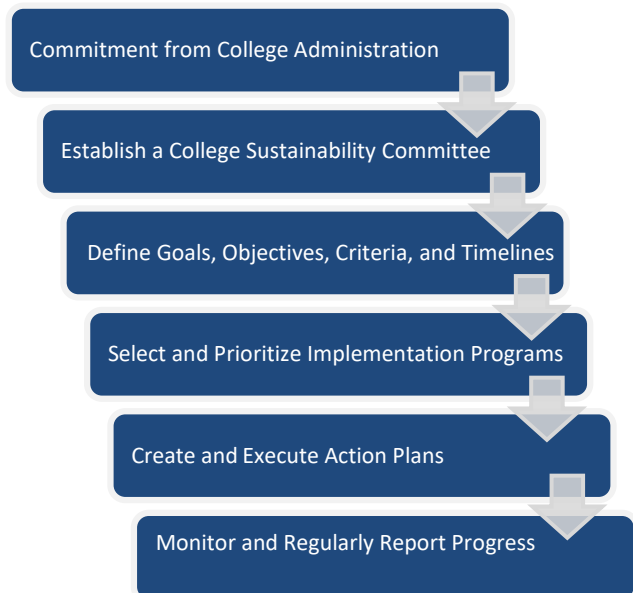 Commitment from College Administration
Establish a College Sustainability Committee
Define Goals, Objectives, Criteria, and Timelines
Select and Prioritize Implementation Programs
Create and Execute Action Plans
Monitor and Regularly Report Progress